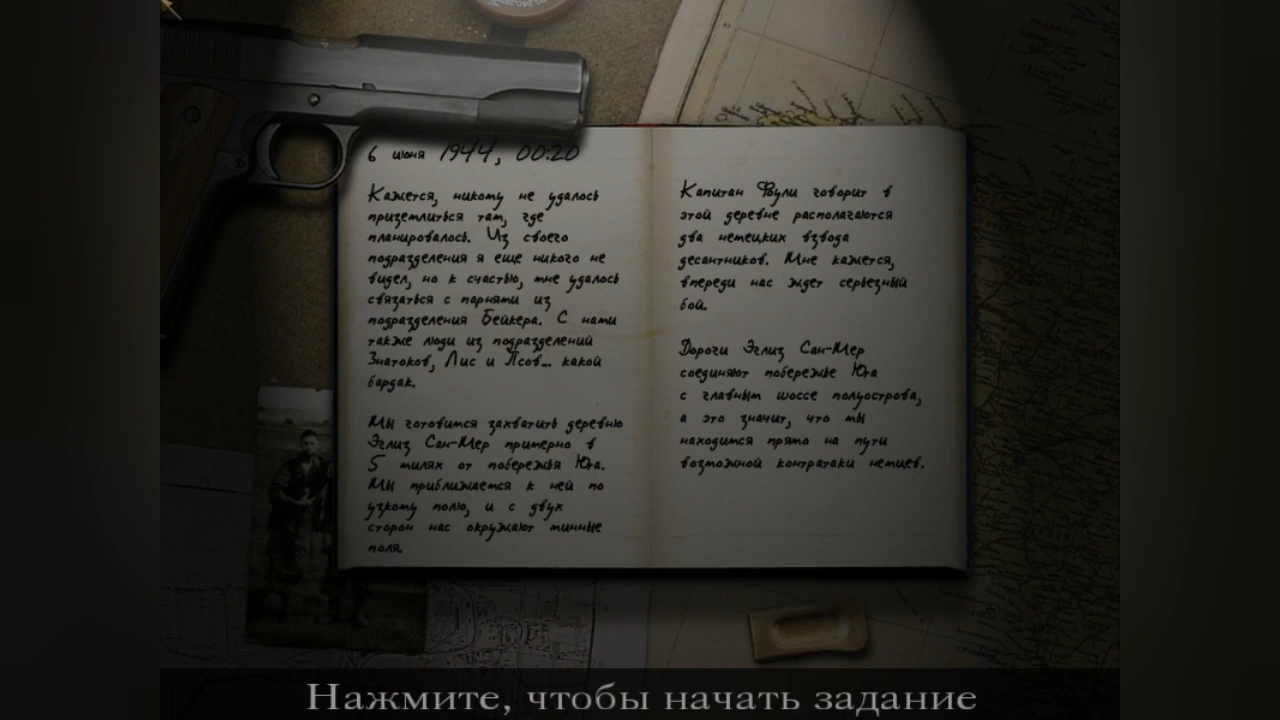 6 июня 1944, 00:20
Кажется, никому не удалось
приземлиться там, где
планировалось. Из своего
подразделения я еще никого не
видел, но к счастью, мне удалось
связаться с парнями из
подразделения Бейкера. С нами
также люди из подразделений
Знатоков, Лис и Псов... какой
бардак.
Мы готовимся захватить деревню
Эглиз Сан-Мер примерно в
5 милях от побережья Юта.
Мы приближаемся к ней по
узкому полю, и с двух
сторон нас окружают минные
поля.
Капитан Фоули говорит в
этой деревне располагаются
два немецких взвода
десантников. Мне кажется,
впереди нас ждет серьезный
бой.
Дороги Эглиз Сан-Мер
соединяют побережье Юта
с главным шоссе полуострова,
а это значит, что мы
находимся прямо на пути
возможной контратаки немцев.
Нажмите, чтобы начать задание